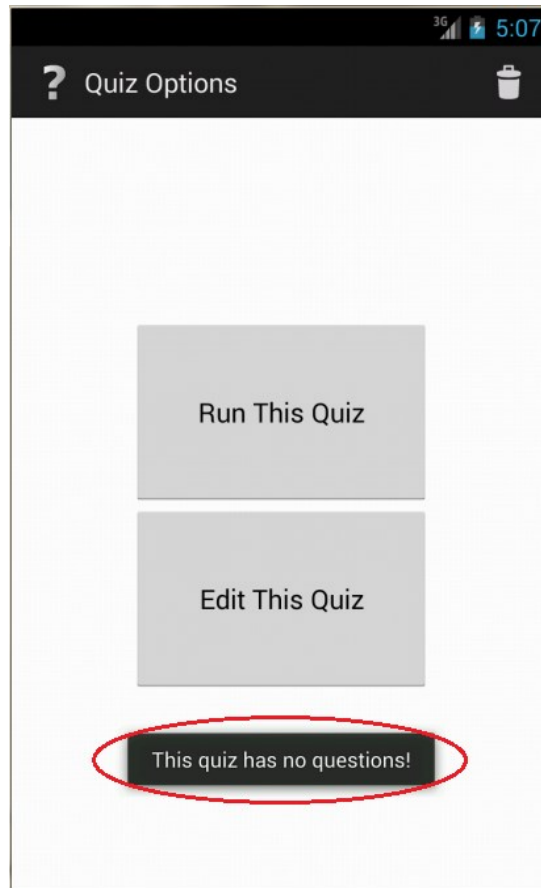 3G 5:07
? Quiz Options
Run This Quiz
Edit This Quiz
This quiz has no questions!